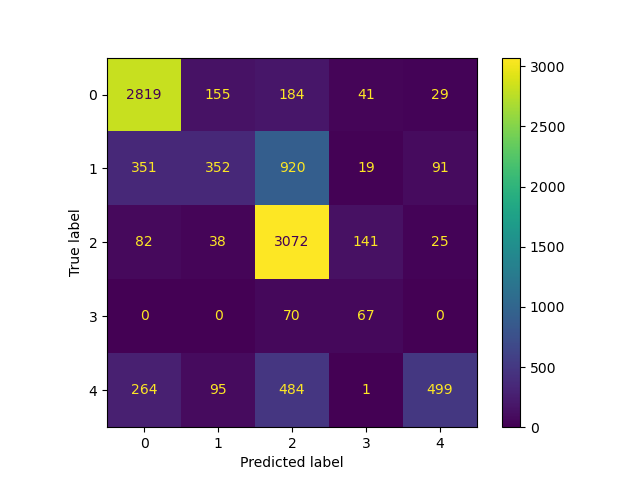 0 2819 155 184 41 29
1 351 352 920 19 91
2 82 38 3072 141 25
3 0 0 70 67 0
4 264 95 484 1 499
0 1 2 3 4
Predicted label
True label
3000
2500
2000
1500
1000
500
0